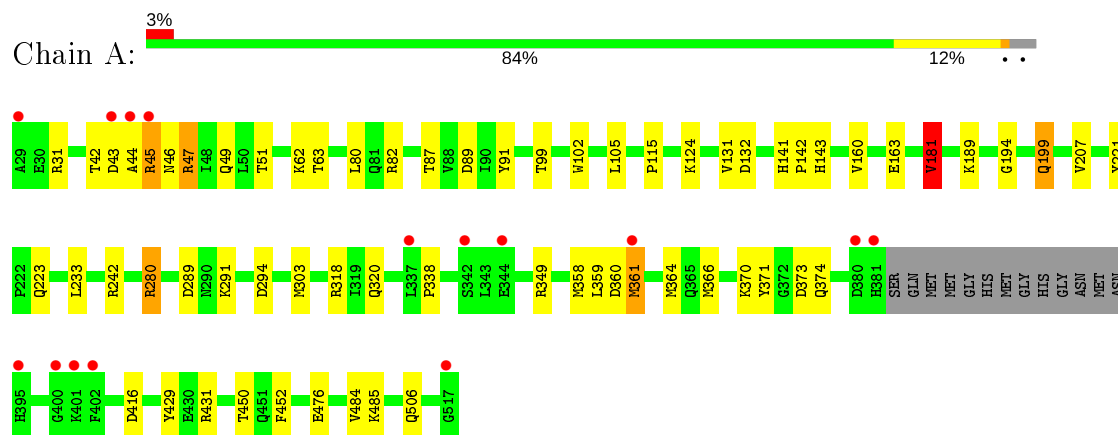 3%
Chain A:
84% 12% • •
A29 E30 R31 T42 D43 A44 R45 N46 R47 I48 Q49 L50 T51 K62 T63 L80 Q81 R82 T87 V88 D89 I90 Y91 T99 W102 L105 P115 K124 V131 D132 H141 P142 H143 V160 E163 V181 K189 G194 Q199 V207 Y221
P222 Q223 L233 R242 R280 D289 N290 K291 D294 M303 R318 I319 Q320 L337 P338 S342 L343 E344 R349 M358 L359 D360 M361 M364 Q365 M366 K370 Y371 G372 D373 Q374 D380 H381 SER GLN MET MET GLY HIS MET GLY HIS GLY ASN MET ASN
H395 G400 K401 F402 D416 Y429 E430 R431 T450 Q451 F452 E476 V484 K485 Q506 G517